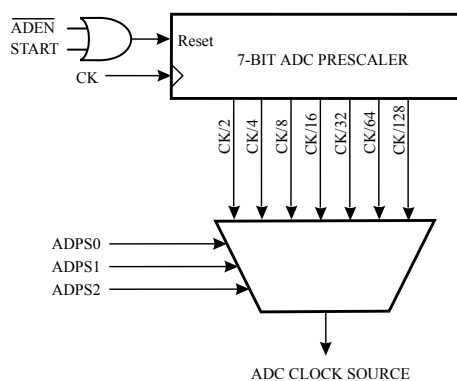 ADEN
START
Reset
CK
7-BIT ADC PRESCALER
CK/2
CK/4
CK/8
CK/16
CK/32
CK/64
CK/128
ADPS0
ADPS1
ADPS2
ADC CLOCK SOURCE